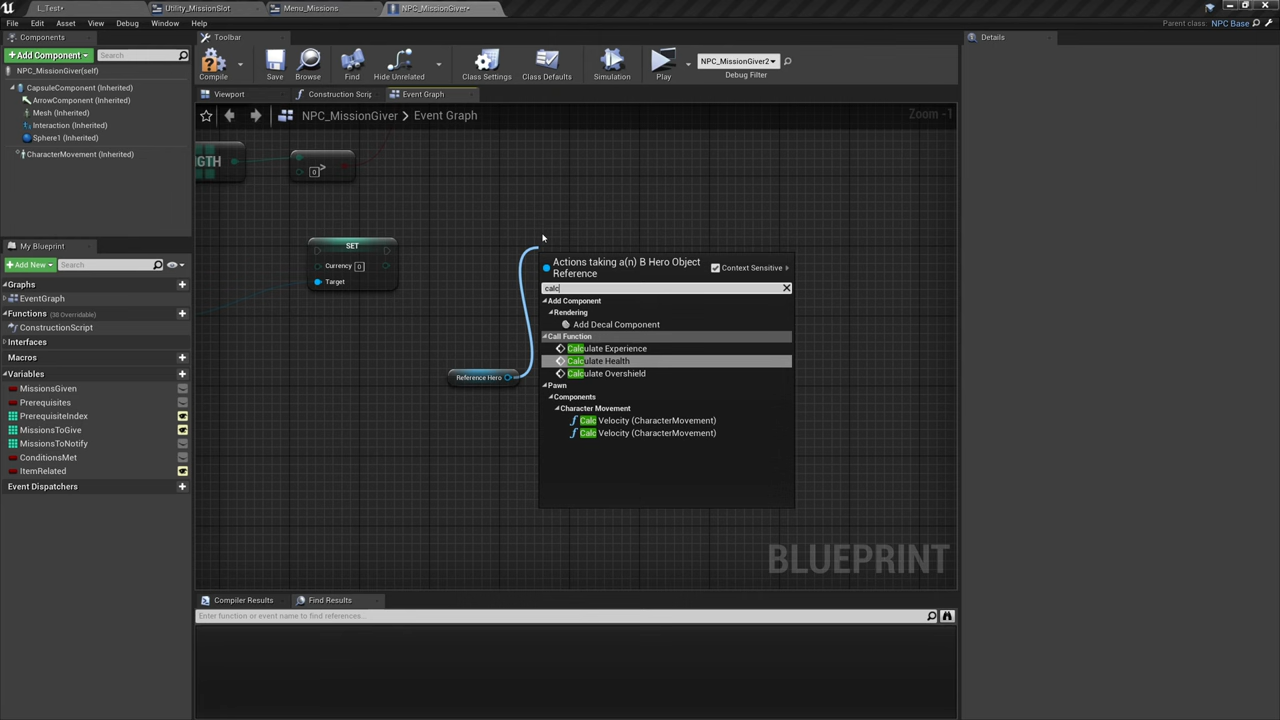 L_Test•
Utility_MissionSlot
Menu_Missions
NPC_MissionGiver•
File Edit Asset View Debug Window Help
Parent class: NPC Base
Components
Toolbar
Details
+ Add Component
Search
NPC_MissionGiver(self)
CapsuleComponent (Inherited)
ArrowComponent (Inherited)
Mesh (Inherited)
Interaction (Inherited)
Sphere1 (Inherited)
CharacterMovement (Inherited)
Compile
Save
Browse
Find
Hide Unrelated
Class Settings
Class Defaults
Simulation
Play
NPC_MissionGiver2
Debug Filter
Viewport
Construction Scrip
Event Graph
NPC_MissionGiver > Event Graph
Zoom -1
NGTH
0
>
SET
Currency 0
Target
Reference Hero
Actions taking a(n) B Hero Object
Reference
Context Sensitive
calc
Add Component
Rendering
Add Decal Component
Call Function
Calculate Experience
Calculate Health
Calculate Overshield
Pawn
Components
Character Movement
f Calc Velocity (CharacterMovement)
f Calc Velocity (CharacterMovement)
BLUEPRINT
My Blueprint
+ Add New
Search
Graphs
EventGraph
Functions (30 Overridable)
ConstructionScript
Interfaces
Macros
Variables
MissionsGiven
Prerequisites
PrerequisiteIndex
MissionsToGive
MissionsToNotify
ConditionsMet
ItemRelated
Event Dispatchers
Compiler Results
Find Results
Enter function or event name to find references...